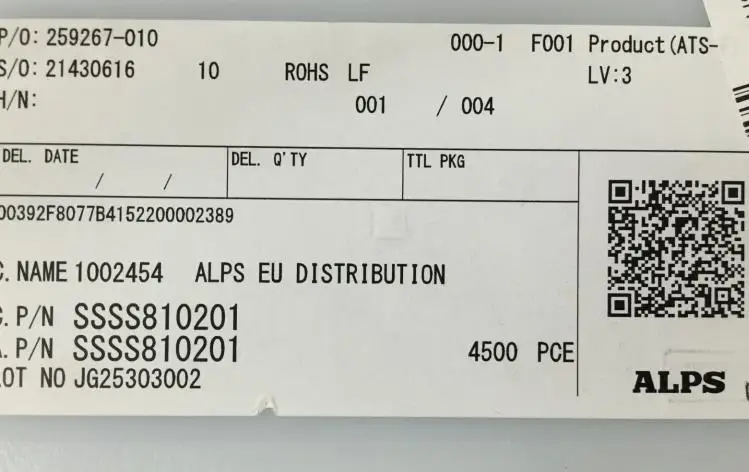 P/O: 259267-010 000-1 F001 Product(ATS-
S/O: 21430616 10 ROHS LF LV:3
H/N: 001 / 004
DEL. DATE DEL. Q'TY TTL PKG
/ /
00392F8077B4152200002389
C. NAME 1002454 ALPS EU DISTRIBUTION
C. P/N SSSS810201
A. P/N SSSS810201 4500 PCE
LOT NO JG25303002
ALPS